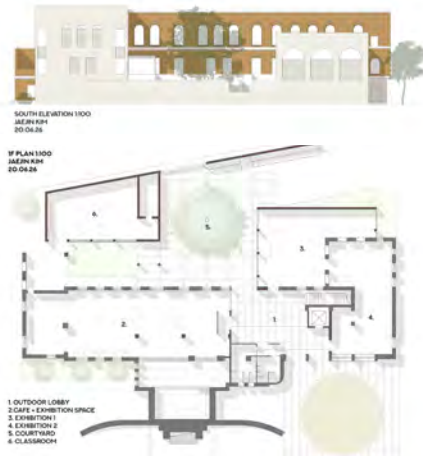 SOUTH ELEVATION 1:100
JAEJIN KIM
20.06.26
1F PLAN 1:100
JAEJIN KIM
20.06.26
6.
5.
3.
1.
4.
2.
1. OUTDOOR LOBBY
2.CAFE + EXHIBITION SPACE
3. EXHIBITION 1
4. EXHIBITION 2
5. COURTYARD
6. CLASSROOM